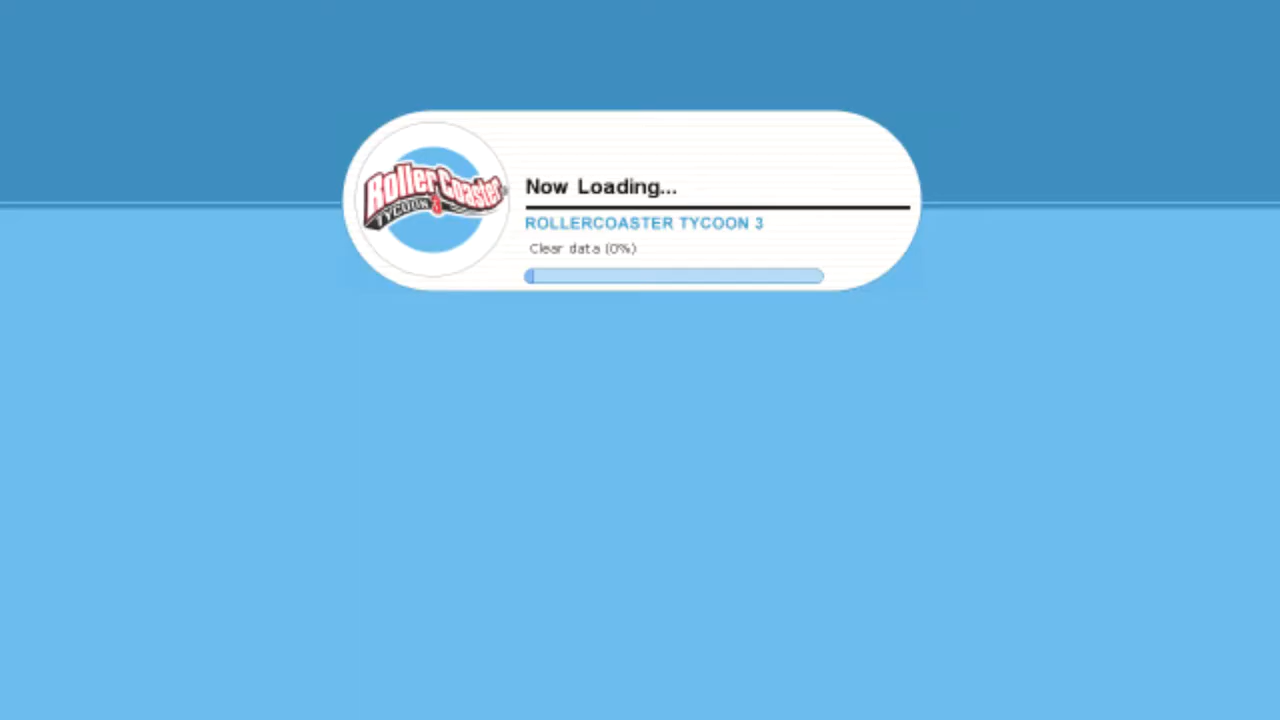 RollerCoaster
TYCOON 3
Now Loading...
ROLLERCOASTER TYCOON 3
Clear data (0%)